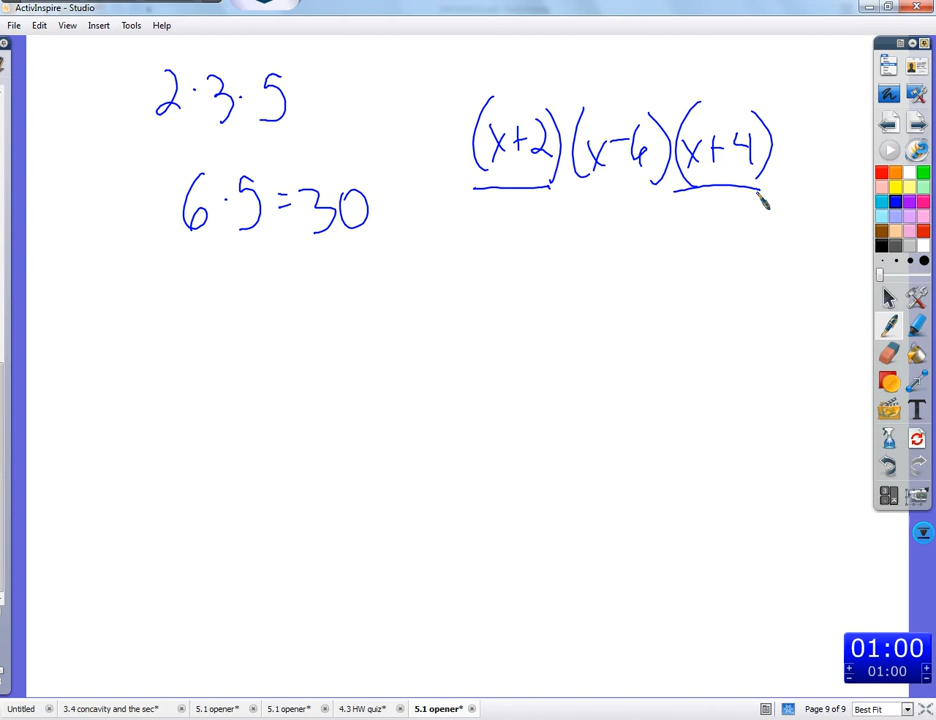 ActivInspire - Studio
File Edit View Insert Tools Help
2·3·5
6·5=30
(x+2)(x-6)(x+4)
T
01:00
01:00
Untitled 3.4 concavity and the sec* 5.1 opener* 5.1 opener* 4.3 HW quiz* 5.1 opener* Page 9 of 9 Best Fit